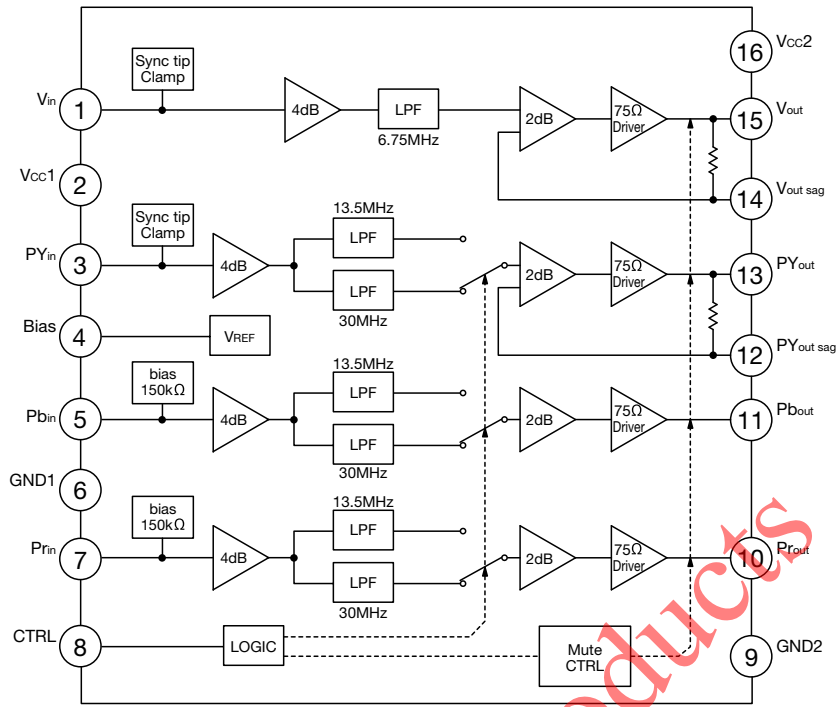 Vin
1
Sync tip
Clamp
4dB
LPF
6.75MHz
2dB
75Ω
Driver
16
VCC2
15
Vout
VCC1
2
14
Vout sag
PYin
3
Sync tip
Clamp
4dB
13.5MHz
LPF
LPF
30MHz
2dB
75Ω
Driver
13
PYout
Bias
4
VREF
12
PYout sag
Pbin
5
bias
150kΩ
4dB
13.5MHz
LPF
LPF
30MHz
2dB
75Ω
Driver
11
Pbout
GND1
6
Prin
7
bias
150kΩ
4dB
13.5MHz
LPF
LPF
30MHz
2dB
75Ω
Driver
10
Prout
CTRL
8
LOGIC
Mute
CTRL
9
GND2
oducts